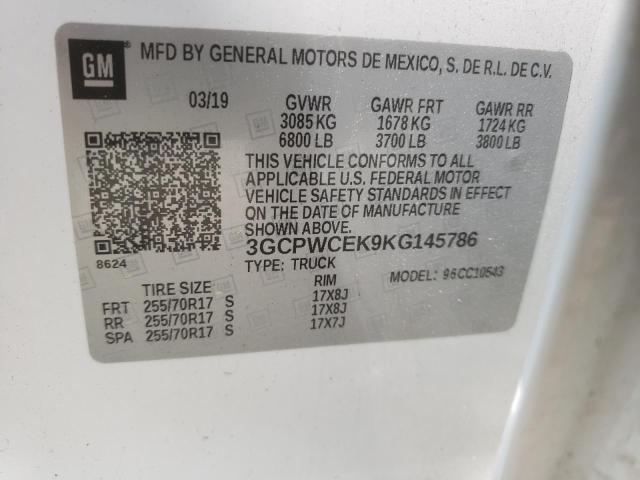 GM
MFD BY GENERAL MOTORS DE MEXICO, S. DE R.L. DE C.V.
03/19 GVWR GAWR FRT GAWR RR
3085 KG 1678 KG 1724 KG
6800 LB 3700 LB 3800 LB
THIS VEHICLE CONFORMS TO ALL
APPLICABLE U.S. FEDERAL MOTOR
VEHICLE SAFETY STANDARDS IN EFFECT
ON THE DATE OF MANUFACTURE
SHOWN ABOVE.
3GCPWCEK9KG145786
8624
TYPE: TRUCK
MODEL: 96CC10543
TIRE SIZE RIM
FRT 255/70R17 S 17X8J
RR 255/70R17 S 17X8J
SPA 255/70R17 S 17X7J